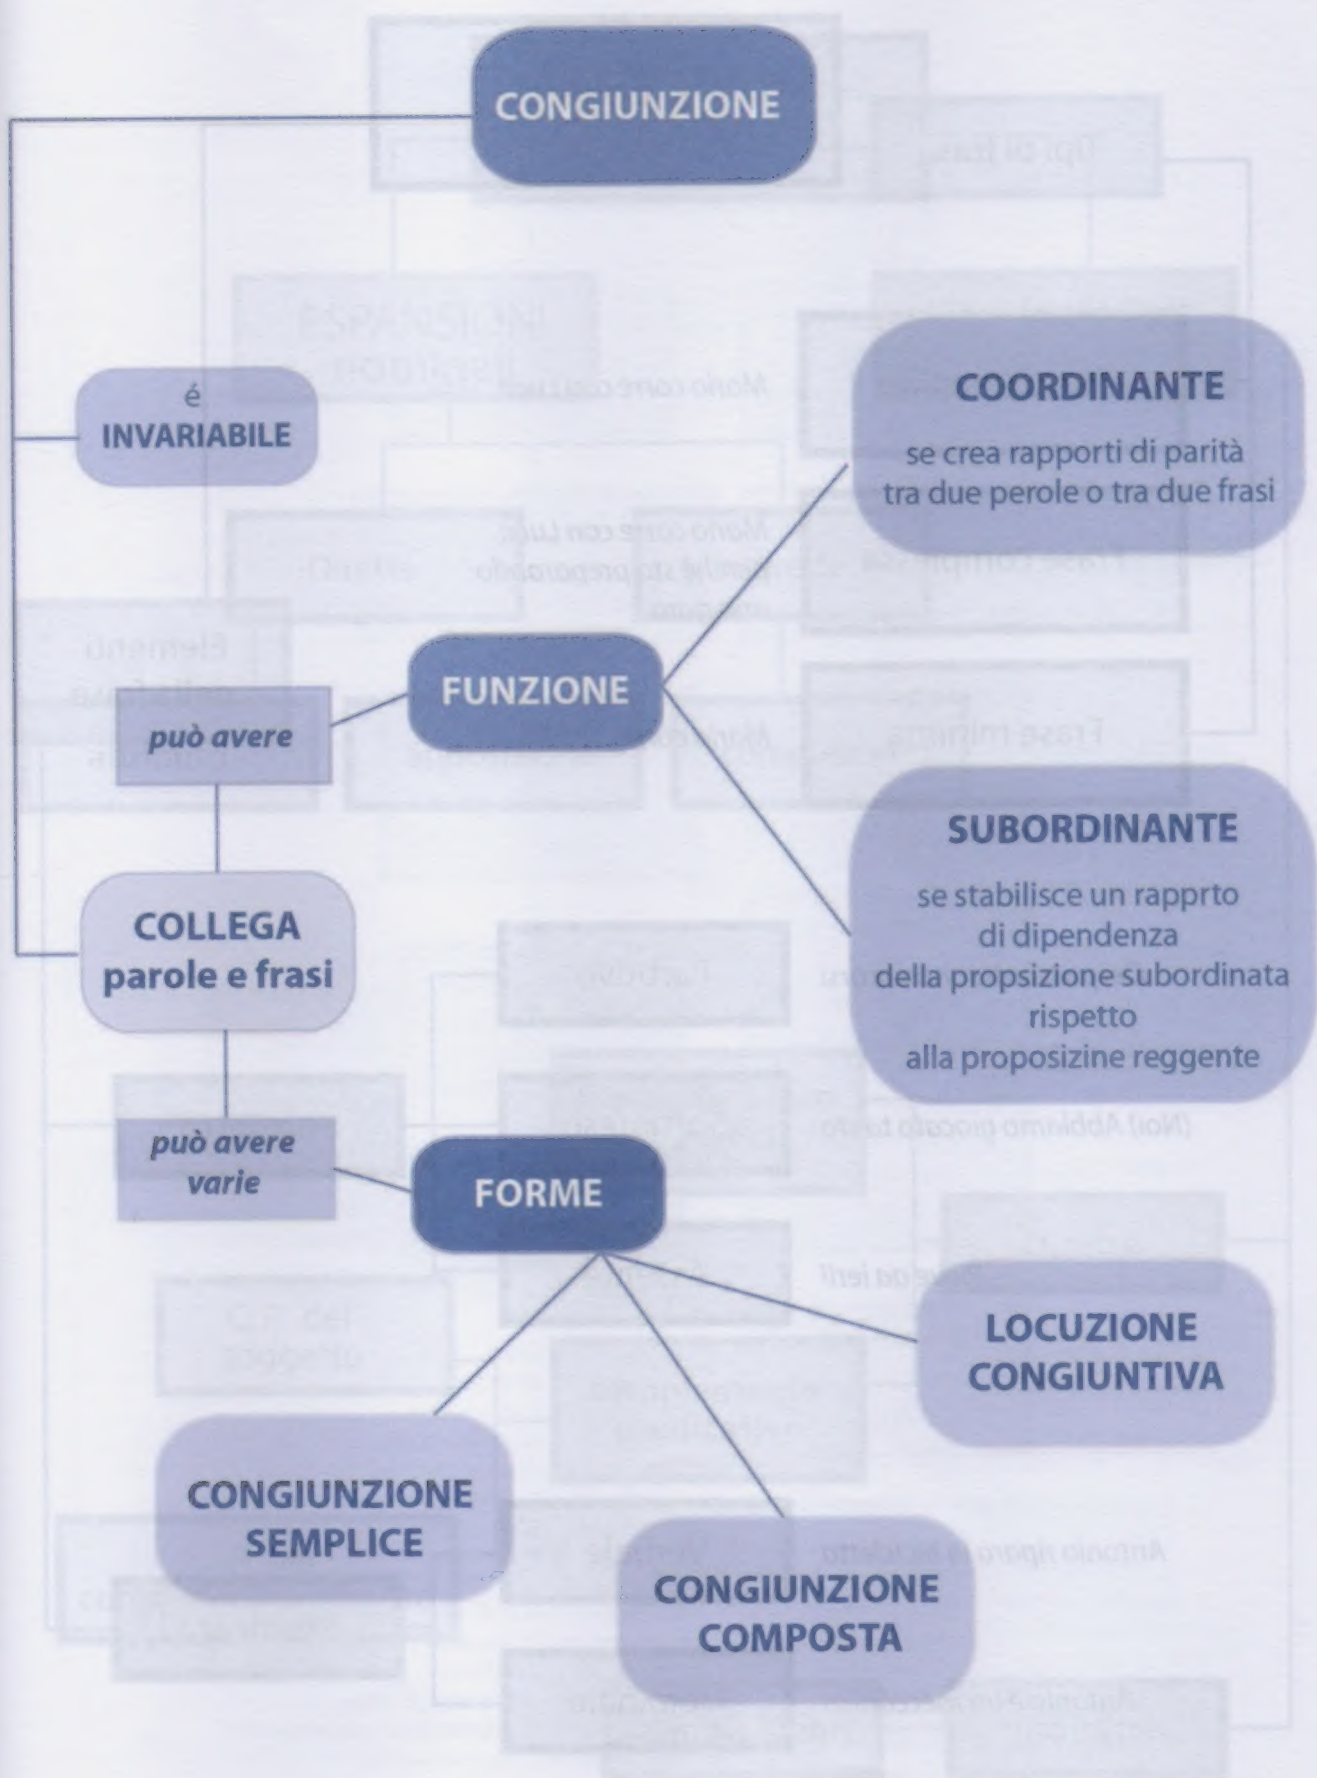 CONGIUNZIONE
é
INVARIABILE
COORDINANTE
se crea rapporti di parità
tra due perole o tra due frasi
FUNZIONE
può avere
SUBORDINANTE
se stabilisce un rapprto
di dipendenza
della propsizione subordinata
rispetto
alla proposizine reggente
COLLEGA
parole e frasi
può avere
varie
FORME
LOCUZIONE
CONGIUNTIVA
CONGIUNZIONE
SEMPLICE
CONGIUNZIONE
COMPOSTA